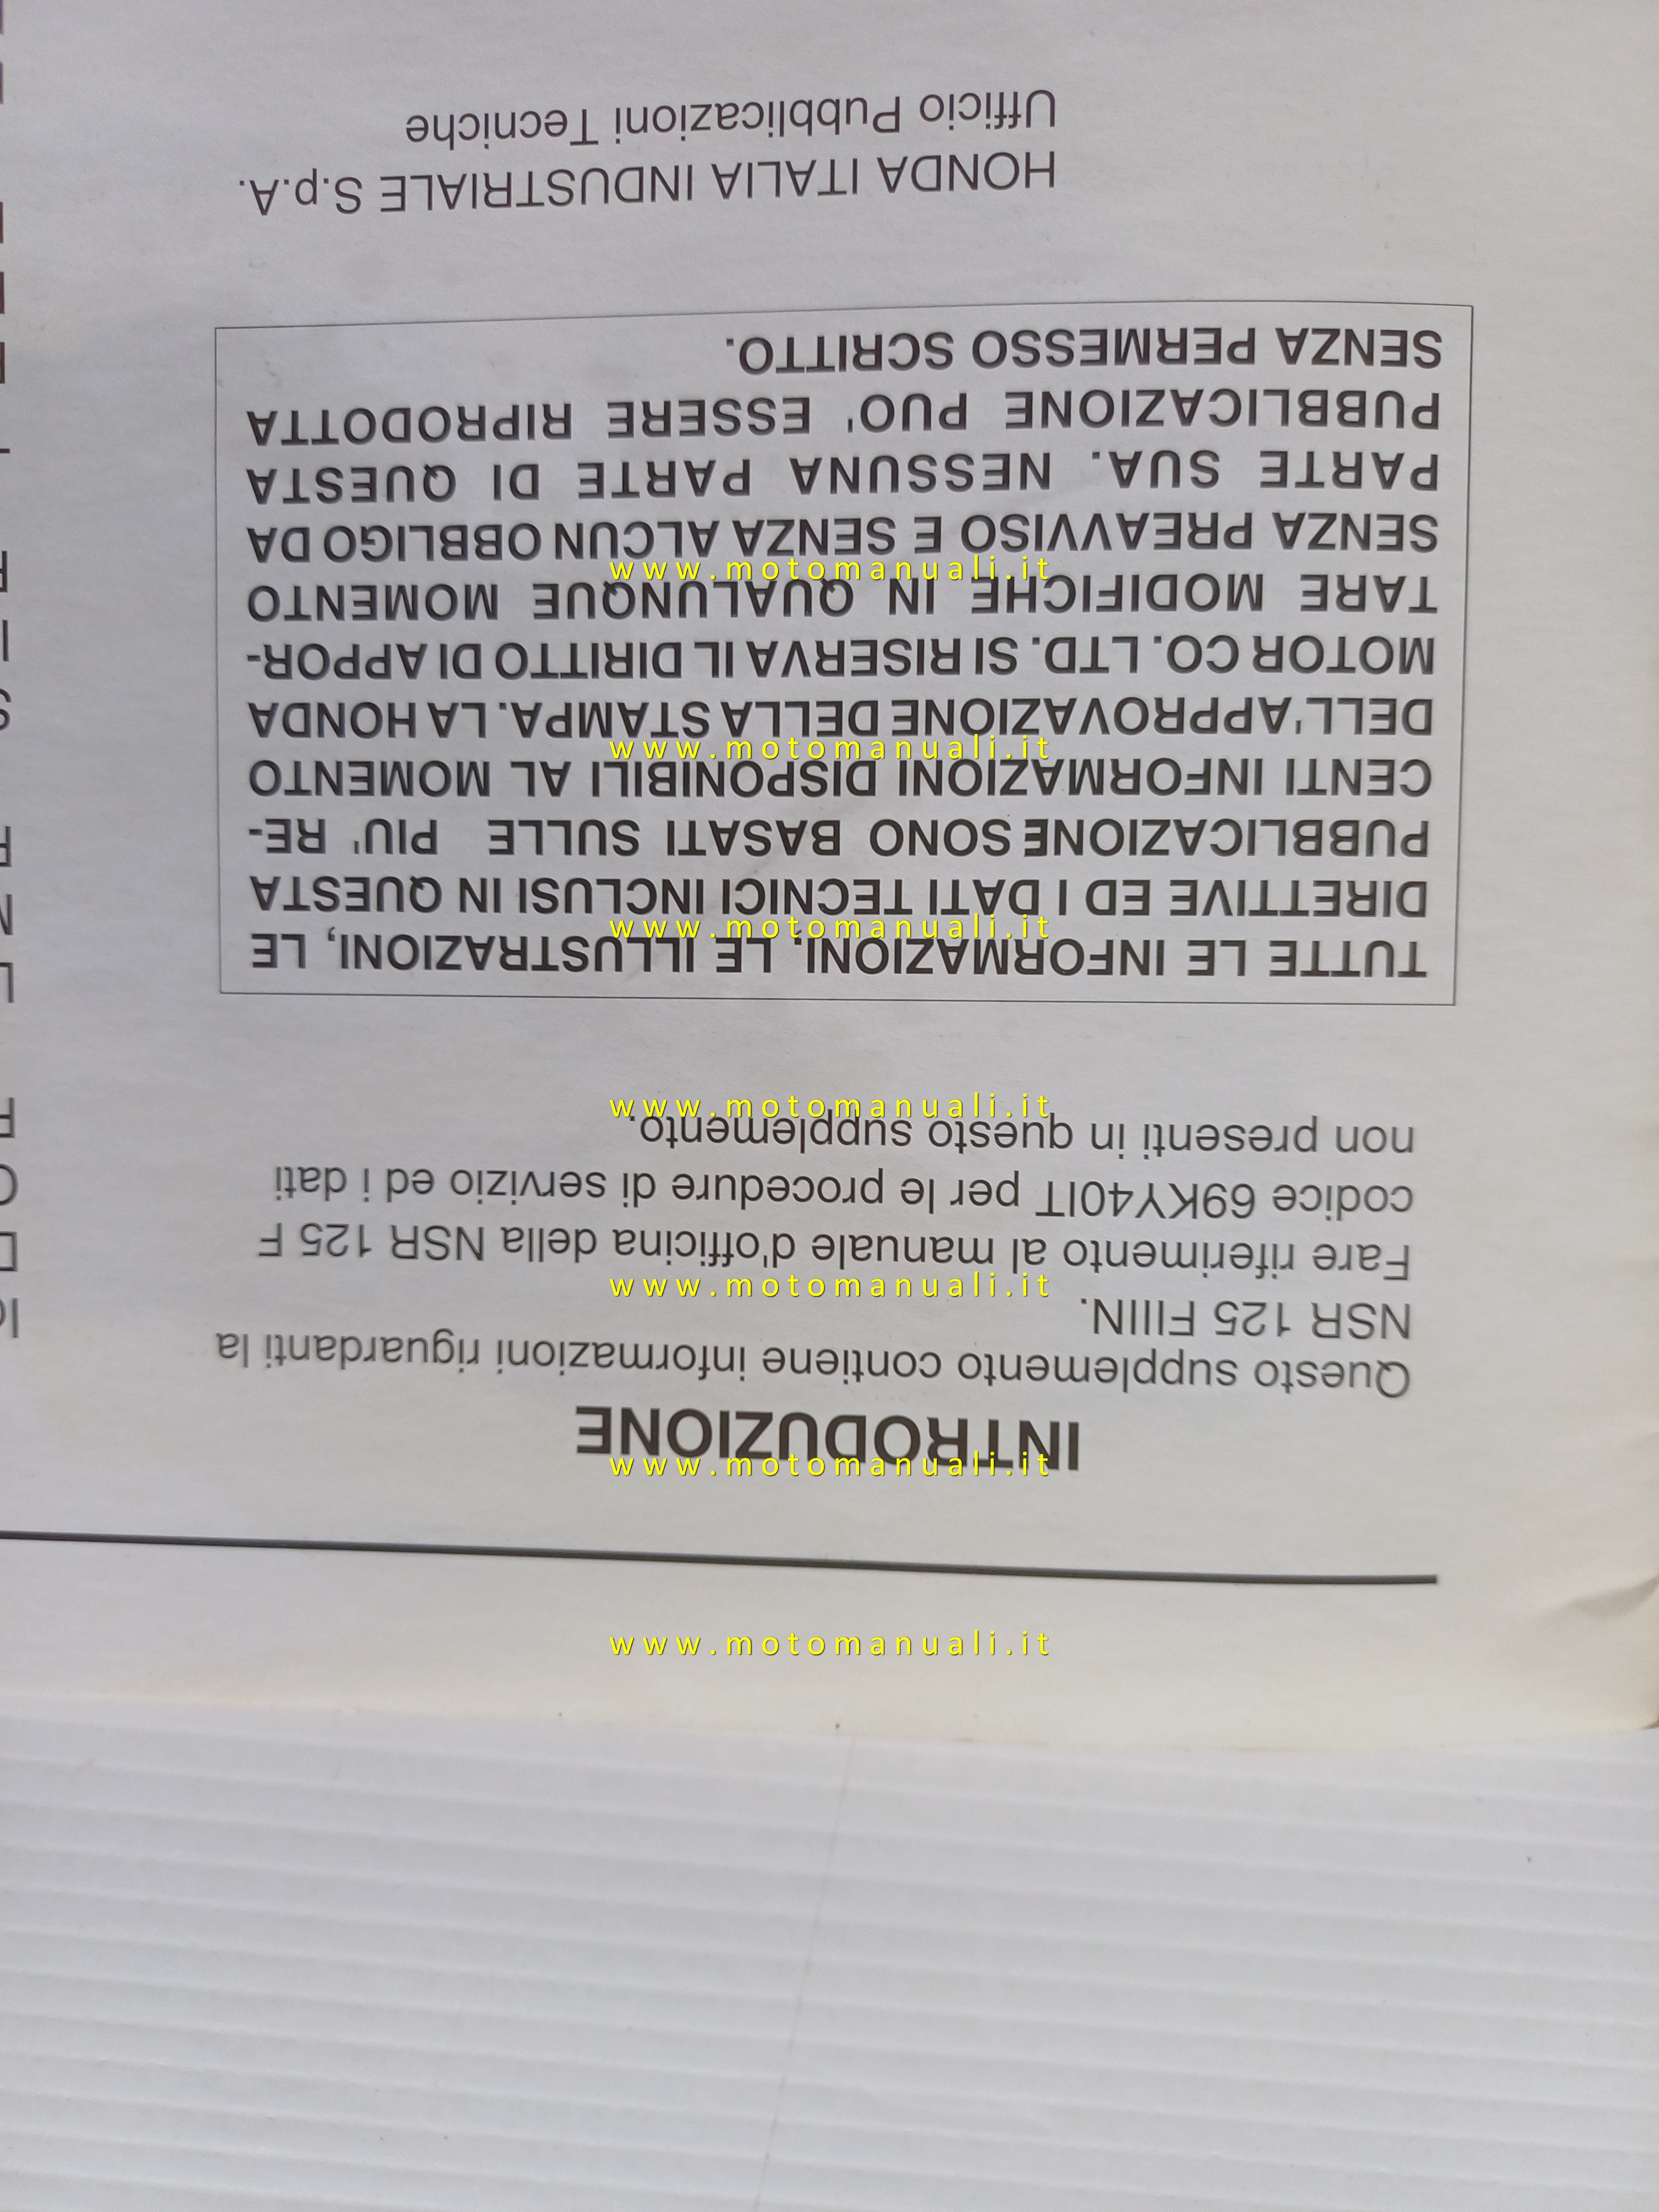 INTRODUZIONE
Questo supplemento contiene informazioni riguardanti la
NSR 125 FIIIN.
Fare riferimento al manuale d'officina della NSR 125 F
codice 69KY40IT per le procedure di servizio ed i dati
non presenti in questo supplemento.
TUTTE LE INFORMAZIONI, LE ILLUSTRAZIONI, LE
DIRETTIVE ED I DATI TECNICI INCLUSI IN QUESTA
PUBBLICAZIONE SONO BASATI SULLE PIU' RE-
CENTI INFORMAZIONI DISPONIBILI AL MOMENTO
DELL'APPROVAZIONE DELLA STAMPA. LA HONDA
MOTOR CO. LTD. SI RISERVA IL DIRITTO DI APPOR-
TARE MODIFICHE IN QUALUNQUE MOMENTO
SENZA PREAVVISO E SENZA ALCUN OBBLIGO DA
PARTE SUA. NESSUNA PARTE DI QUESTA
PUBBLICAZIONE PUO' ESSERE RIPRODOTTA
SENZA PERMESSO SCRITTO.
HONDA ITALIA INDUSTRIALE S.p.A.
Ufficio Pubblicazioni Tecniche
www.motomanuali.it
www.motomanuali.it
www.motomanuali.it
www.motomanuali.it
www.motomanuali.it
www.motomanuali.it
www.motomanuali.it